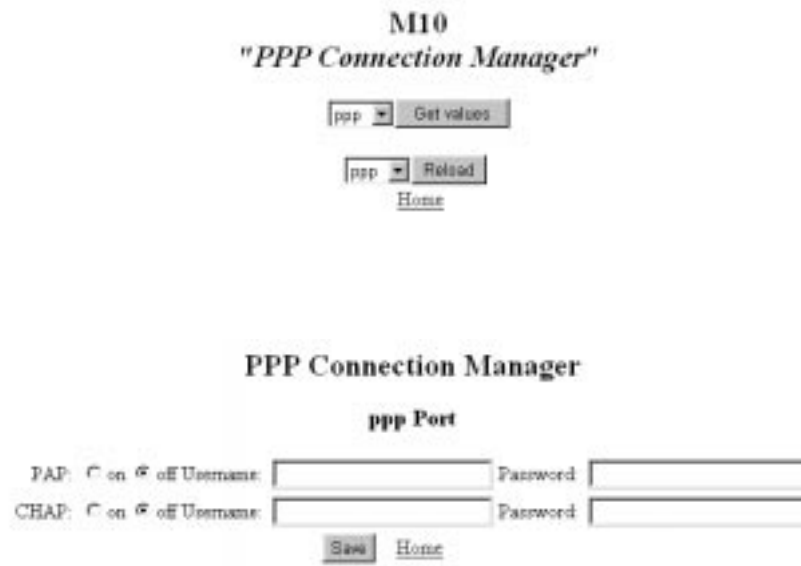 M10
"PPP Connection Manager"
ppp Get values
ppp Reload
Home
PPP Connection Manager
ppp Port
PAP: on off Username: Password:
CHAP: on off Username: Password:
Save Home